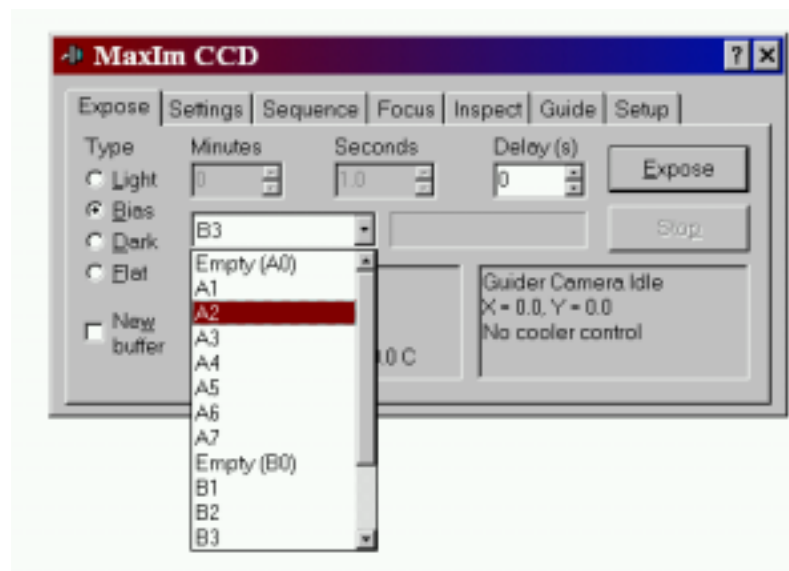 MaxIm CCD
Expose Settings Sequence Focus Inspect Guide Setup
Type Minutes Seconds Delay (s)
Light 0 1.0 0 Expose
Bias
B3 Stop
Dark
Flat
New
buffer
Empty (A0)
A1
A2
A3
A4
A5
A6
A7
Empty (B0)
B1
B2
B3
.0 C
Guider Camera Idle
X = 0.0, Y = 0.0
No cooler control